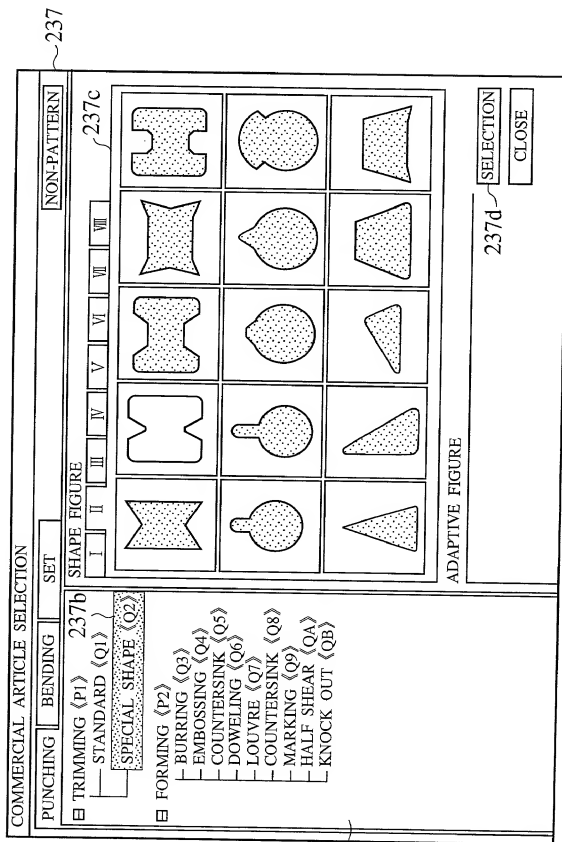 COMMERCIAL ARTICLE SELECTION
PUNCHING BENDING SET NON-PATTERN
237
⊟ TRIMMING 《P1》
237b
STANDARD 《Q1》
SPECIAL SHAPE 《Q2》
⊟ FORMING 《P2》
BURRING 《Q3》
EMBOSSING 《Q4》
COUNTERSINK 《Q5》
DOWELING 《Q6》
LOUVRE 《Q7》
COUNTERSINK 《Q8》
MARKING 《Q9》
HALF SHEAR 《QA》
KNOCK OUT 《QB》
SHAPE FIGURE
I II III IV V VI VII VIII
237c
ADAPTIVE FIGURE
237d
SELECTION
CLOSE